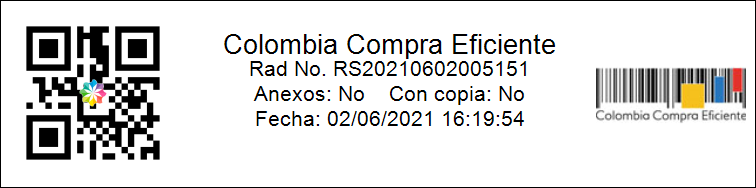 Colombia Compra Eficiente
Rad No. RS20210602005151
Anexos: No Con copia: No
Fecha: 02/06/2021 16:19:54
Colombia Compra Eficiente